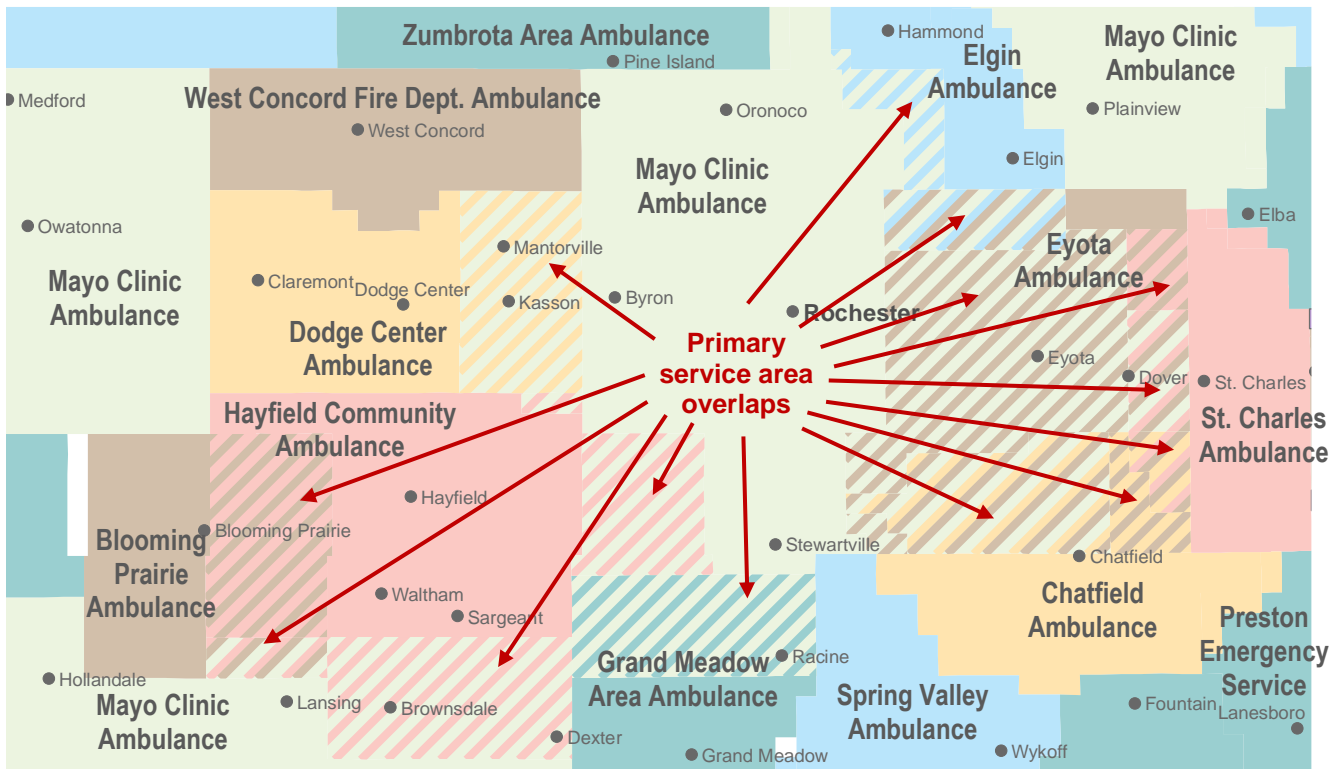 Zumbrota Area Ambulance
Pine Island
Hammond
Elgin
Ambulance
Mayo Clinic
Ambulance
Medford
West Concord Fire Dept. Ambulance
West Concord
Oronoco
Plainview
Elgin
Mayo Clinic
Ambulance
Owatonna
Mayo Clinic
Ambulance
Mantorville
Claremont
Dodge Center
Kasson
Byron
Rochester
Eyota
Ambulance
Elba
Dodge Center
Ambulance
Primary
service area
overlaps
Eyota
Dover
St. Charles
St. Charles
Ambulance
Hayfield Community
Ambulance
Hayfield
Blooming Prairie
Blooming
Prairie
Ambulance
Stewartville
Chatfield
Chatfield
Ambulance
Waltham
Sargeant
Preston
Emergency
Service
Racine
Grand Meadow
Area Ambulance
Hollandale
Mayo Clinic
Ambulance
Lansing
Brownsdale
Dexter
Grand Meadow
Spring Valley
Ambulance
Wykoff
Fountain
Lanesboro